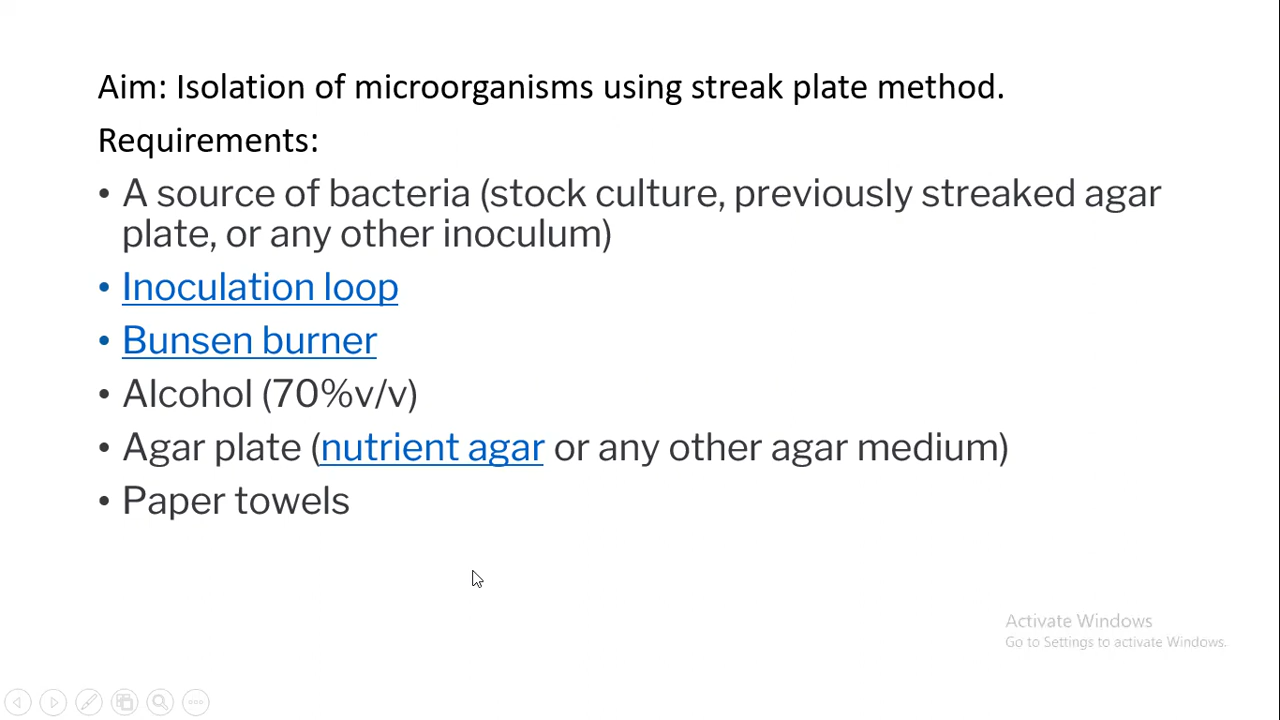 Aim: Isolation of microorganisms using streak plate method.
Requirements:
• A source of bacteria (stock culture, previously streaked agar
plate, or any other inoculum)
• Inoculation loop
• Bunsen burner
• Alcohol (70%v/v)
• Agar plate (nutrient agar or any other agar medium)
• Paper towels
Activate Windows
Go to Settings to activate Windows.